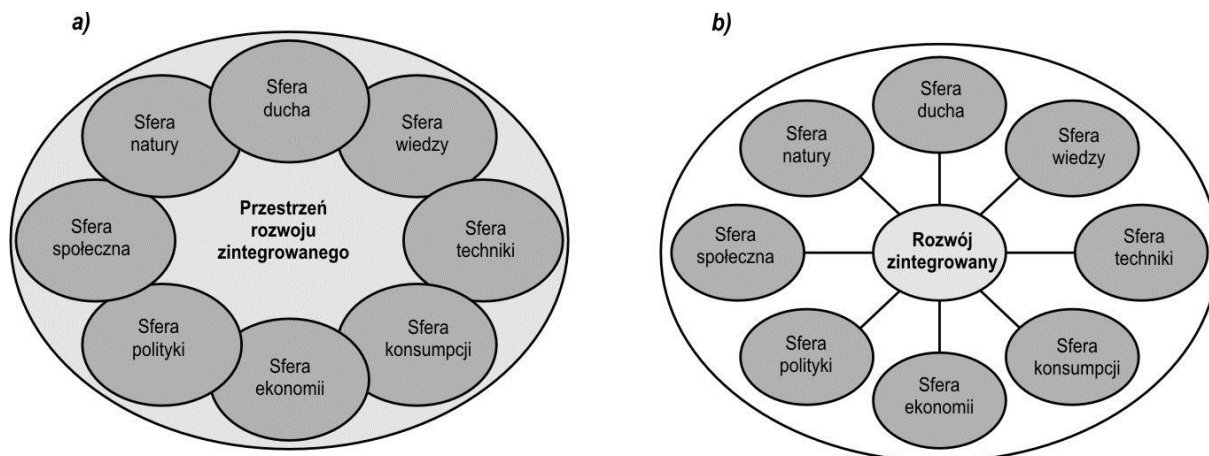 a)
Sfera
ducha
Sfera
natury
Sfera
wiedzy
Sfera
społeczna
Przestrzeń
rozwoju
zintegrowanego
Sfera
techniki
Sfera
polityki
Sfera
ekonomii
Sfera
konsumpcji
b)
Sfera
ducha
Sfera
natury
Sfera
wiedzy
Sfera
społeczna
Rozwój
zintegrowany
Sfera
techniki
Sfera
polityki
Sfera
ekonomii
Sfera
konsumpcji